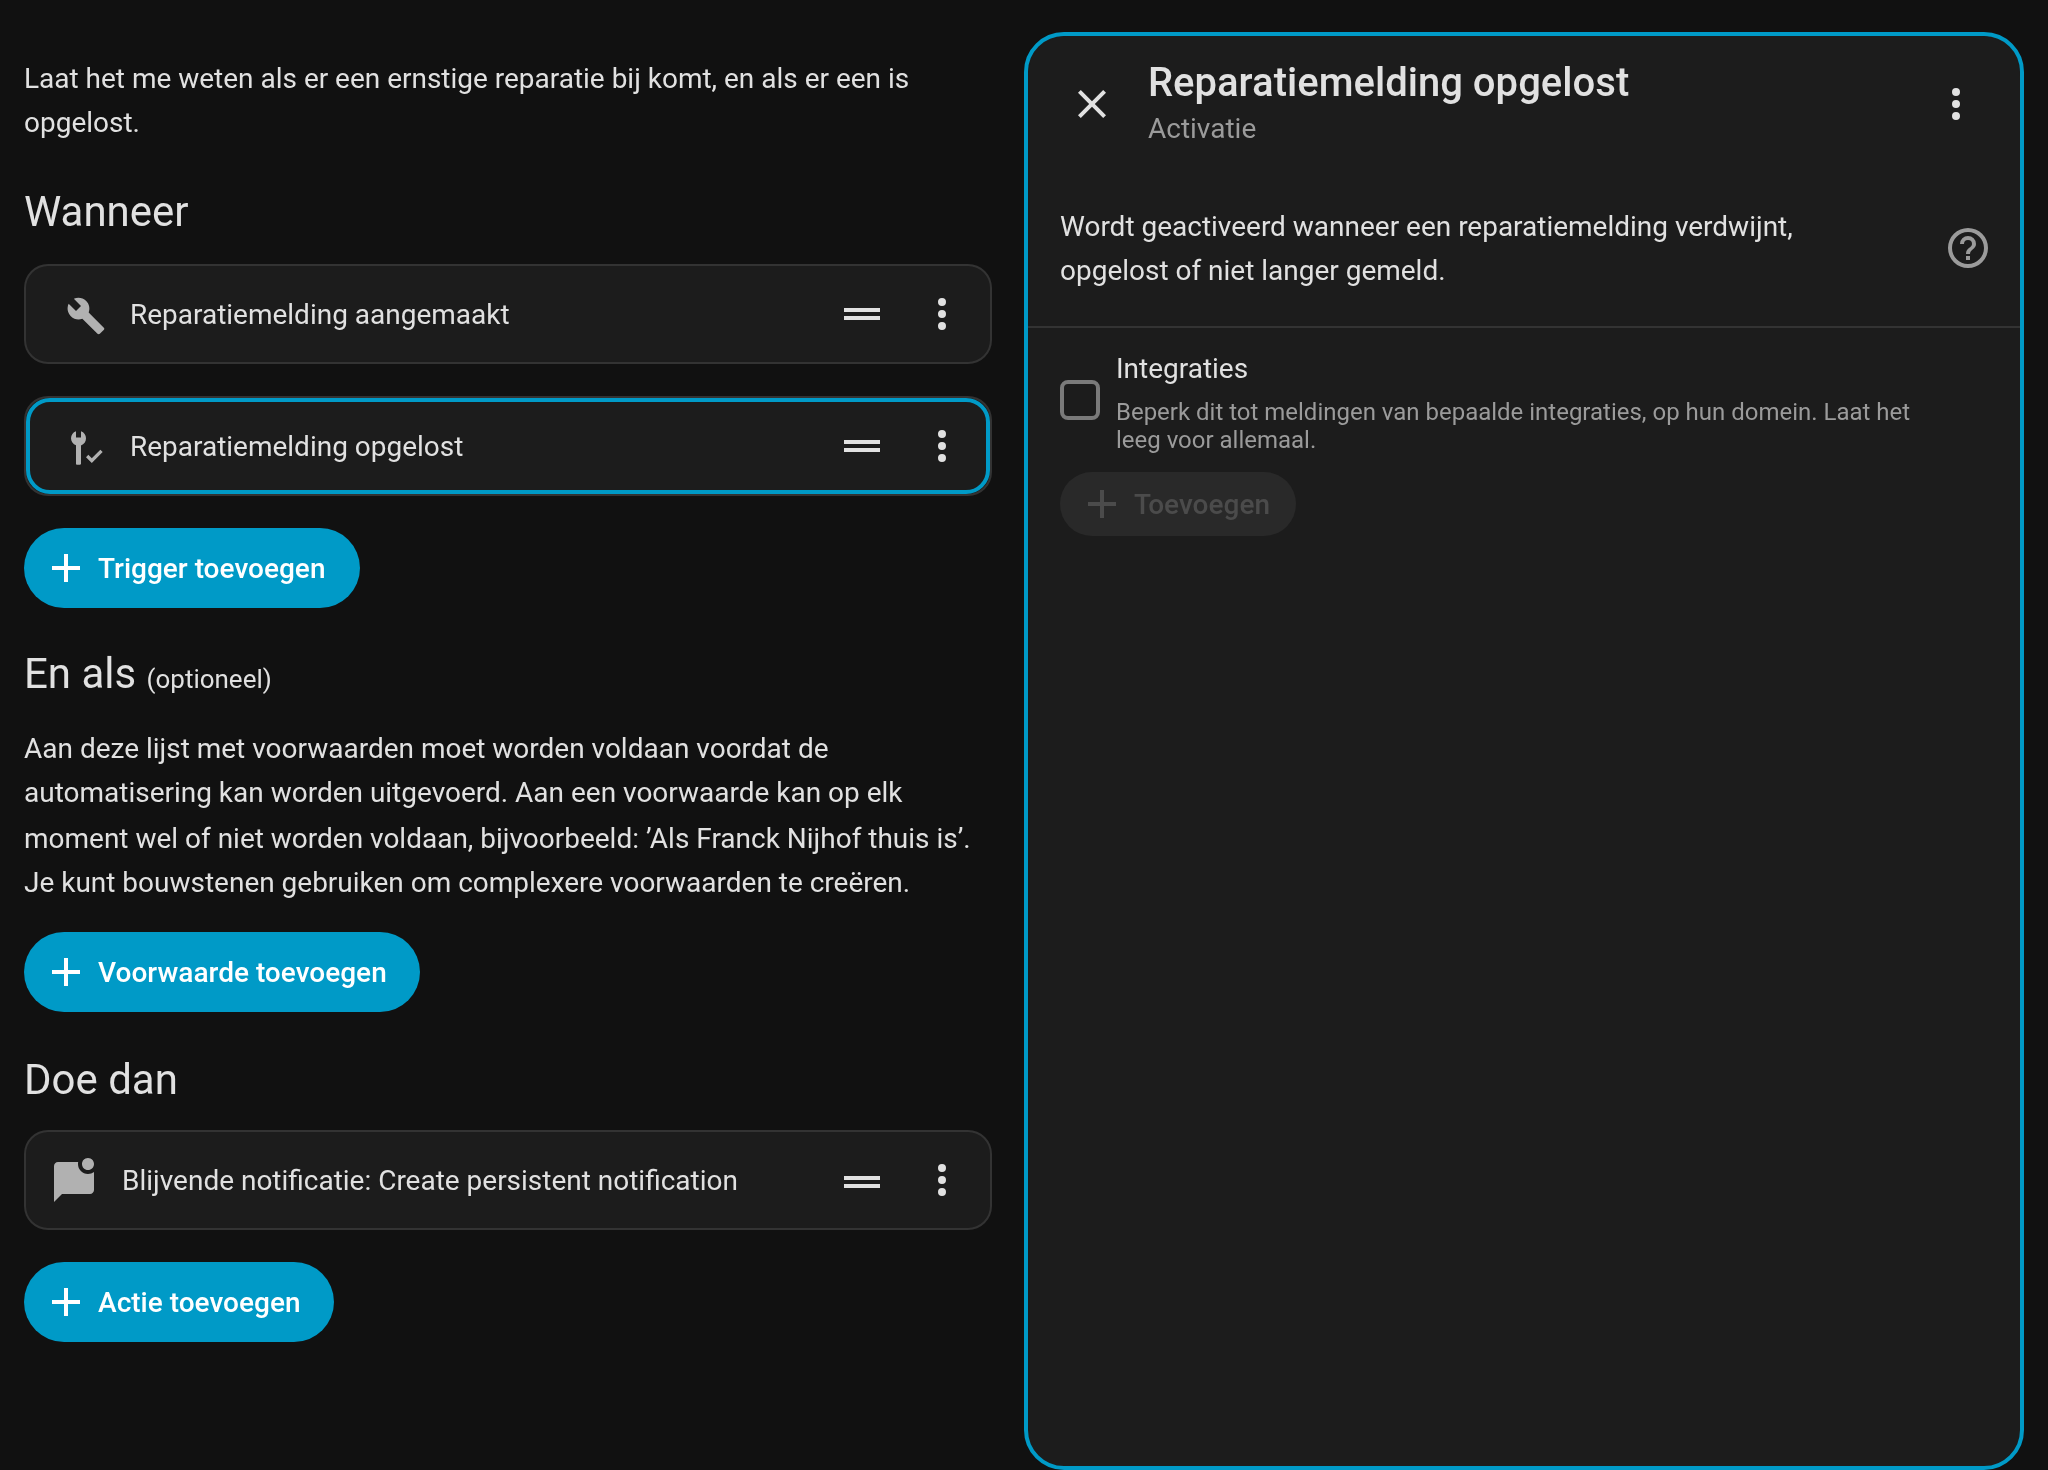 Laat het me weten als er een ernstige reparatie bij komt, en als er een is
opgelost.
Wanneer
Reparatiemelding aangemaakt
Reparatiemelding opgelost
Trigger toevoegen
En als (optioneel)
Aan deze lijst met voorwaarden moet worden voldaan voordat de
automatisering kan worden uitgevoerd. Aan een voorwaarde kan op elk
moment wel of niet worden voldaan, bijvoorbeeld: ’Als Franck Nijhof thuis is’.
Je kunt bouwstenen gebruiken om complexere voorwaarden te creëren.
Voorwaarde toevoegen
Doe dan
Blijvende notificatie: Create persistent notification
Actie toevoegen
Reparatiemelding opgelost
Activatie
Wordt geactiveerd wanneer een reparatiemelding verdwijnt,
opgelost of niet langer gemeld.
Integraties
Beperk dit tot meldingen van bepaalde integraties, op hun domein. Laat het
leeg voor allemaal.
Toevoegen